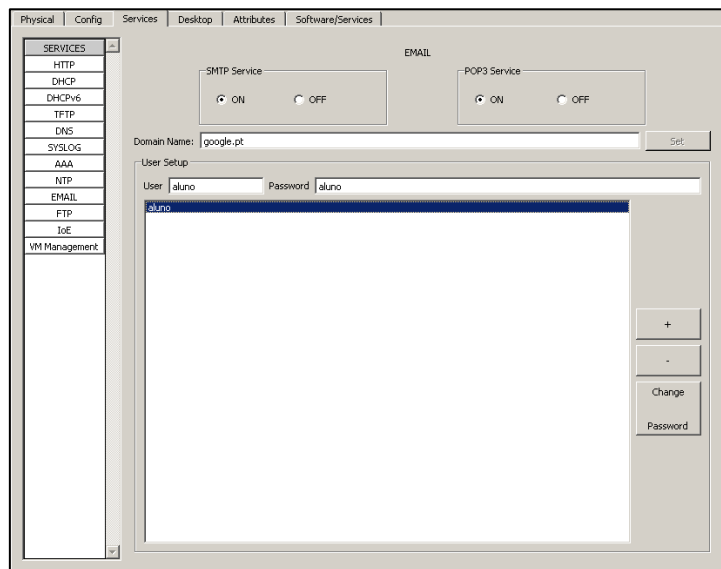 Physical Config Services Desktop Attributes Software/Services
SERVICES
HTTP
DHCP
DHCPv6
TFTP
DNS
SYSLOG
AAA
NTP
EMAIL
FTP
IoE
VM Management
EMAIL
SMTP Service
ON OFF
POP3 Service
ON OFF
Domain Name: google.pt Set
User Setup
User aluno Password aluno
aluno
+
-
Change
Password